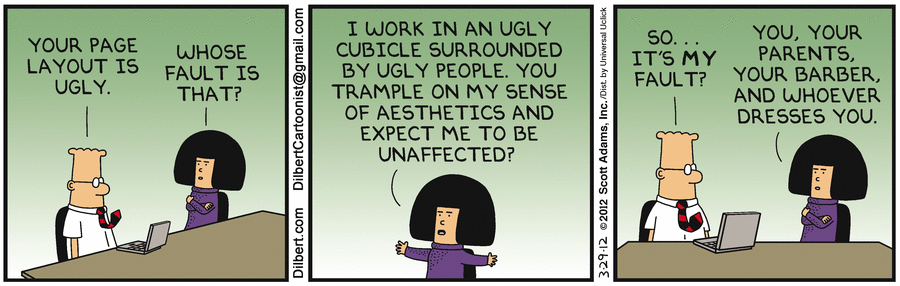 YOUR PAGE
LAYOUT IS
UGLY.
WHOSE
FAULT IS
THAT?
DilbertCartoonist@gmail.com
Dilbert.com
I WORK IN AN UGLY
CUBICLE SURROUNDED
BY UGLY PEOPLE. YOU
TRAMPLE ON MY SENSE
OF AESTHETICS AND
EXPECT ME TO BE
UNAFFECTED?
3-29-12 ©2012 Scott Adams, Inc. /Dist. by Universal Uclick
SO...
IT'S MY
FAULT?
YOU, YOUR
PARENTS,
YOUR BARBER,
AND WHOEVER
DRESSES YOU.